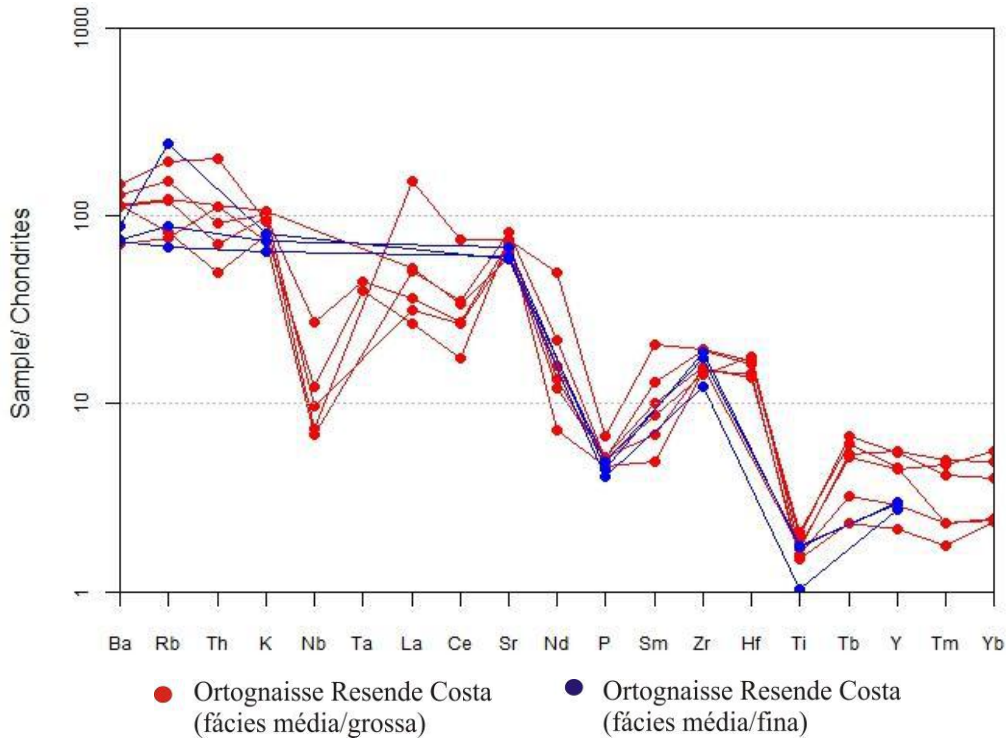 1000
100
10
1
Sample/ Chondrites
Ba Rb Th K Nb Ta La Ce Sr Nd P Sm Zr Hf Ti Tb Y Tm Yb
Ortognaisse Resende Costa
(fácies média/grossa)
Ortognaisse Resende Costa
(fácies média/fina)